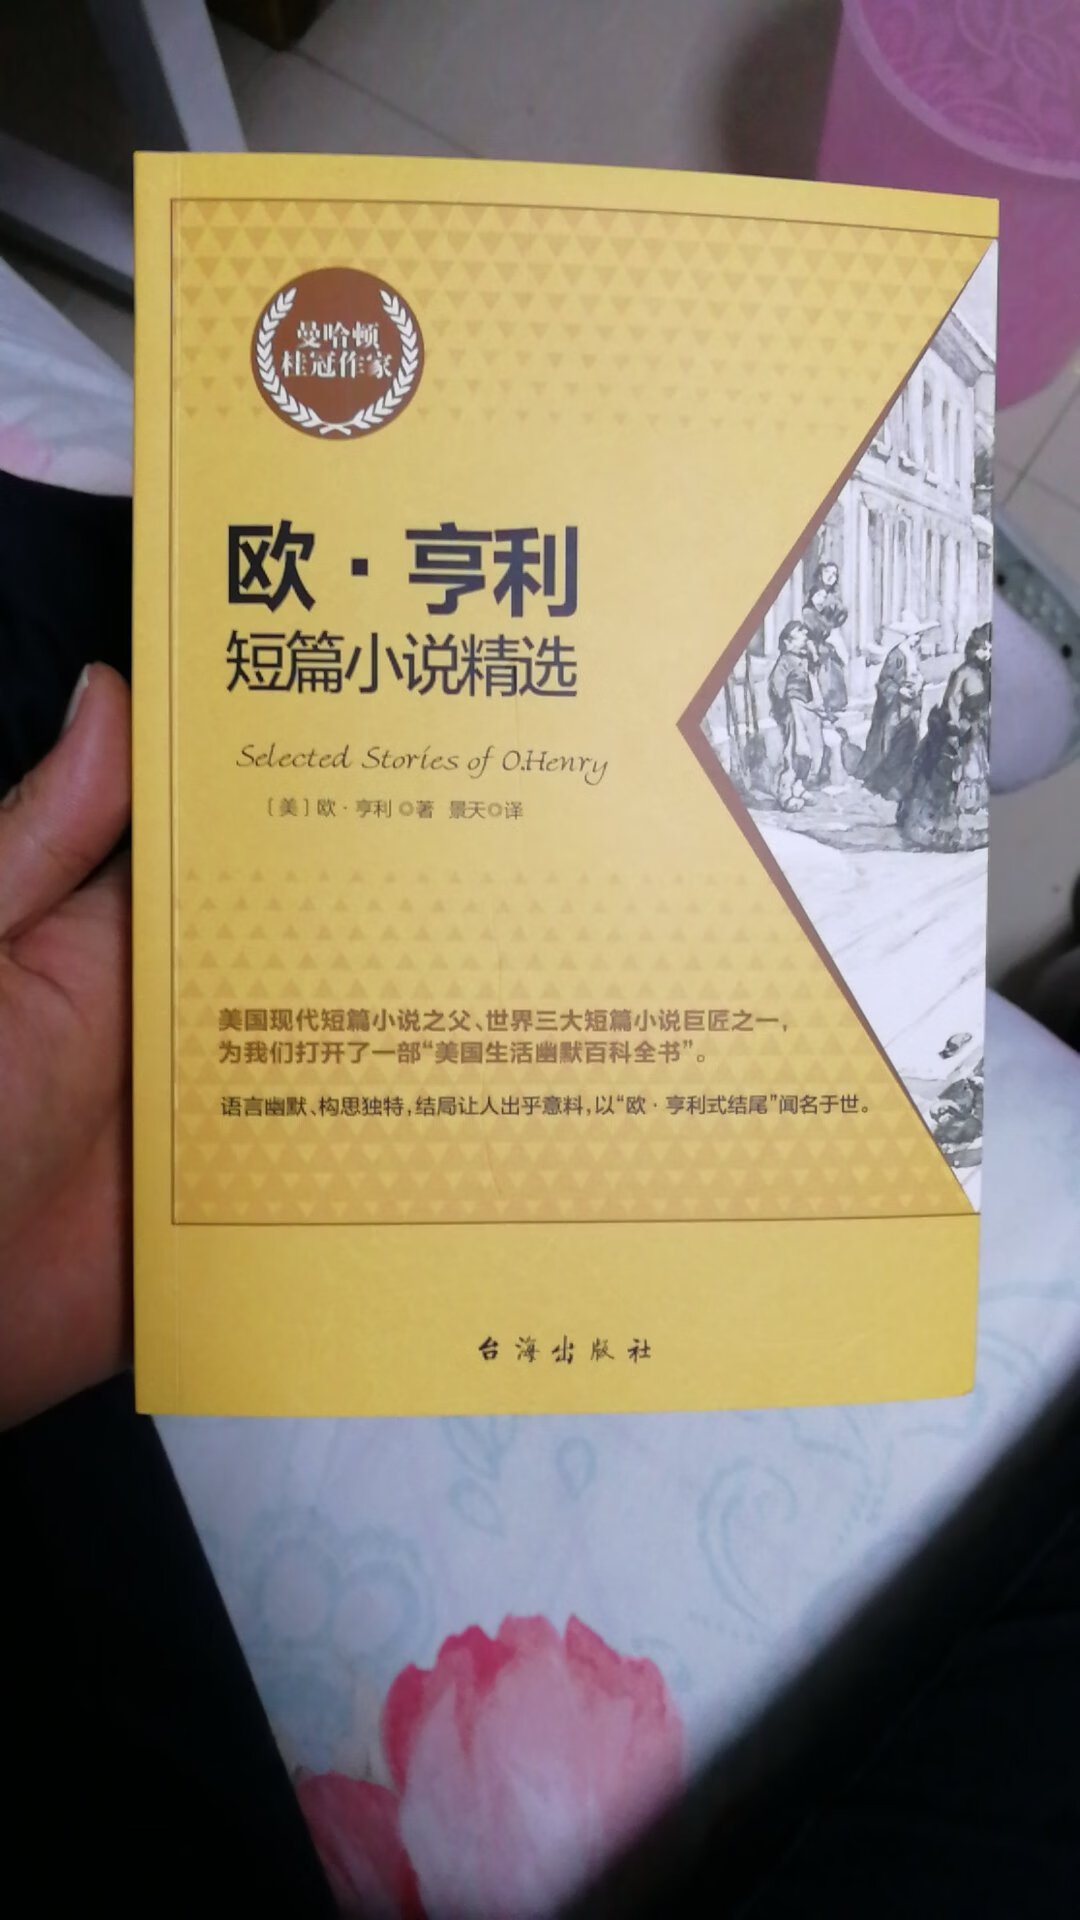 曼哈顿
桂冠作家
欧·亨利
短篇小说精选
Selected Stories of O.Henry
[美]欧·亨利◎著 景天◎译
美国现代短篇小说之父、世界三大短篇小说巨匠之一，
为我们打开了一部“美国生活幽默百科全书”。
语言幽默、构思独特，结局让人出乎意料，以“欧·亨利式结尾”闻名于世。
台海出版社